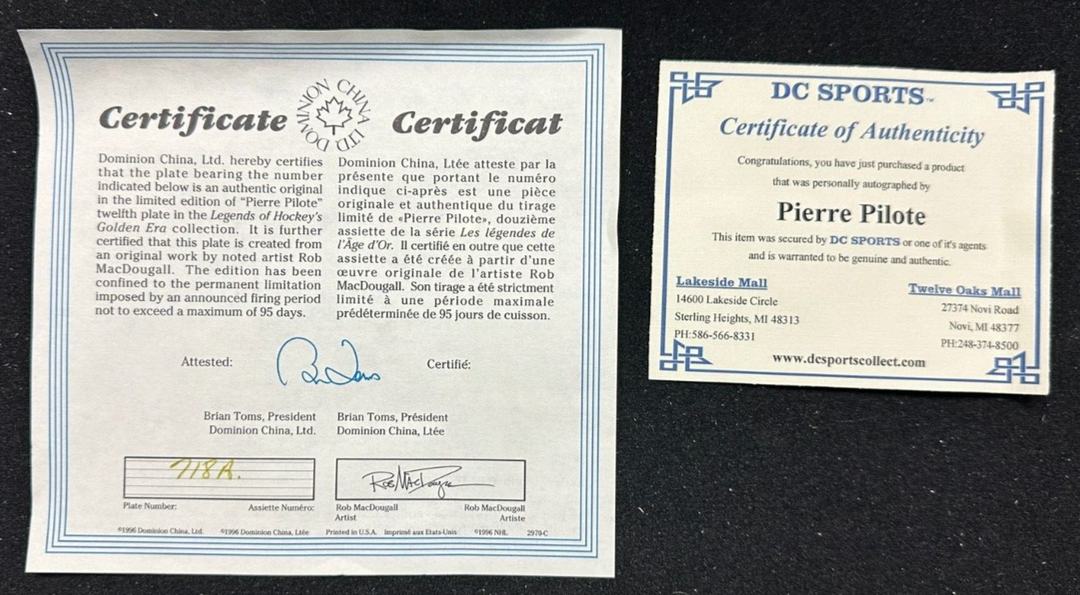 DOMINION CHINA LTD.
Certificate
Certificat
Dominion China, Ltd. hereby certifies
that the plate bearing the number
indicated below is an authentic original
in the limited edition of "Pierre Pilote"
twelfth plate in the Legends of Hockey's
Golden Era collection. It is further
certified that this plate is created from
an original work by noted artist Rob
MacDougall. The edition has been
confined to the permanent limitation
imposed by an announced firing period
not to exceed a maximum of 95 days.
Dominion China, Ltée atteste par la
présente que portant le numéro
indique ci-après est une pièce
originale et authentique du tirage
limité de «Pierre Pilote», douzième
assiette de la série Les légendes de
l'Âge d'Or. Il certifié en outre que cette
assiette a été créée à partir d'une
œuvre originale de l'artiste Rob
MacDougall. Son tirage a été strictment
limité à une période maximale
prédéterminée de 95 jours de cuisson.
Attested:
Certifié:
Brian Toms, President
Dominion China, Ltd.
Brian Toms, Président
Dominion China, Ltée
718A.
Rob MacDougall
Plate Number:
Assiette Numéro:
Rob MacDougall
Artist
Rob MacDougall
Artiste
©1996 Dominion China, Ltd.
©1996 Dominion China, Ltée
Printed in U.S.A.
Imprimé aux Etats-Unis
©1996 NHL
2970-C
DC SPORTS™
Certificate of Authenticity
Congratulations, you have just purchased a product
that was personally autographed by
Pierre Pilote
This item was secured by DC SPORTS or one of it's agents
and is warranted to be genuine and authentic.
Lakeside Mall
14600 Lakeside Circle
Sterling Heights, MI 48313
PH:586-566-8331
Twelve Oaks Mall
27374 Novi Road
Novi, MI 48377
PH:248-374-8500
www.dcsportscollect.com